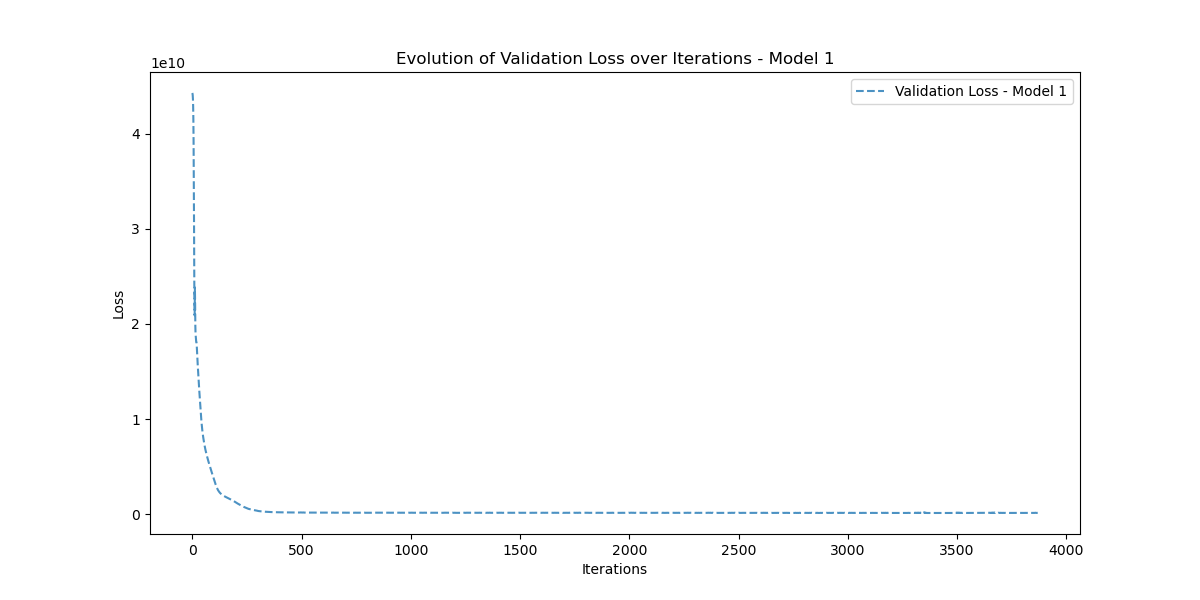 Evolution of Validation Loss over Iterations - Model 1
1e10
Validation Loss - Model 1
4
3
2
1
0
Loss
0 500 1000 1500 2000 2500 3000 3500 4000
Iterations